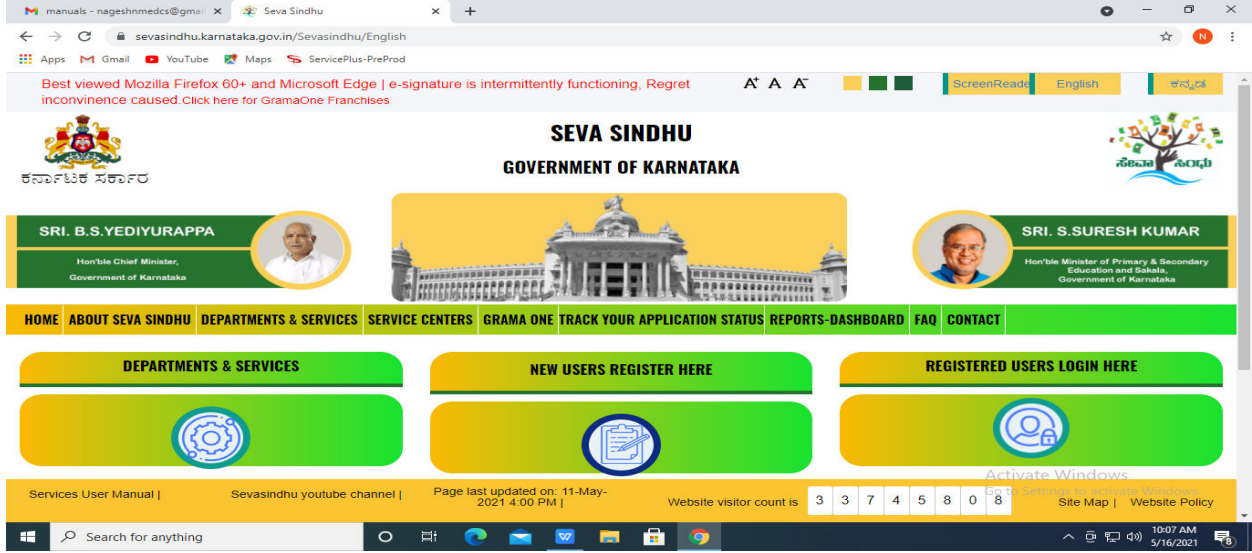 manuals - nageshnmedcs@gmai
Seva Sindhu
sevasindhu.karnataka.gov.in/Sevasindhu/English
N
Apps Gmail YouTube Maps ServicePlus-PreProd
Best viewed Mozilla Firefox 60+ and Microsoft Edge | e-signature is intermittently functioning, Regret
inconvinence caused.Click here for GramaOne Franchises
A+ A A-
ScreenReade English ಕನ್ನಡ
ಕರ್ನಾಟಕ ಸರ್ಕಾರ
SEVA SINDHU
GOVERNMENT OF KARNATAKA
ಸೇವಾ ಸಿಂಧು
SRI. B.S.YEDIYURAPPA
Hon'ble Chief Minister,
Government of Karnataka
SRI. S.SURESH KUMAR
Hon'ble Minister of Primary & Secondary
Education and Sakala,
Government of Karnataka
HOME ABOUT SEVA SINDHU DEPARTMENTS & SERVICES SERVICE CENTERS GRAMA ONE TRACK YOUR APPLICATION STATUS REPORTS-DASHBOARD FAQ CONTACT
DEPARTMENTS & SERVICES
NEW USERS REGISTER HERE
REGISTERED USERS LOGIN HERE
Activate Windows
Go to Settings to activate Windows.
Services User Manual |
Sevasindhu youtube channel |
Page last updated on: 11-May-
2021 4:00 PM |
Website visitor count is 3 3 7 4 5 8 0 8
Site Map | Website Policy
Search for anything
10:07 AM
5/16/2021
8